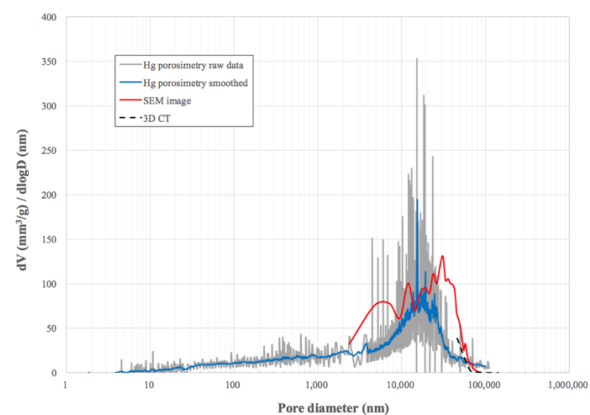 400
350
300
250
200
150
100
50
0
dV (mm³/g) / dlogD (nm)
Hg porosimetry raw data
Hg porosimetry smoothed
SEM image
3D CT
1 10 100 1,000 10,000 100,000 1,000,000
Pore diameter (nm)